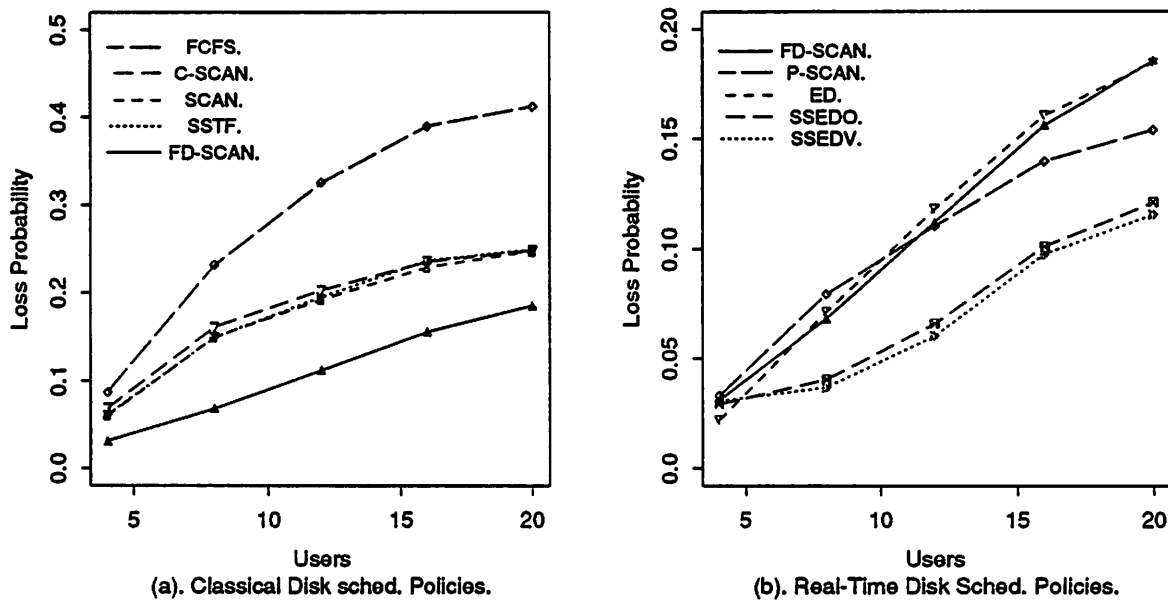 0.5
0.4
0.3
0.2
0.1
0.0
Loss Probability
FCFS.
C-SCAN.
SCAN.
SSTF.
FD-SCAN.
5 10 15 20
Users
(a). Classical Disk sched. Policies.
0.20
0.15
0.10
0.05
0.0
Loss Probablity
FD-SCAN.
P-SCAN.
ED.
SSEDO.
SSEDV.
5 10 15 20
Users
(b). Real-Time Disk Sched. Policies.